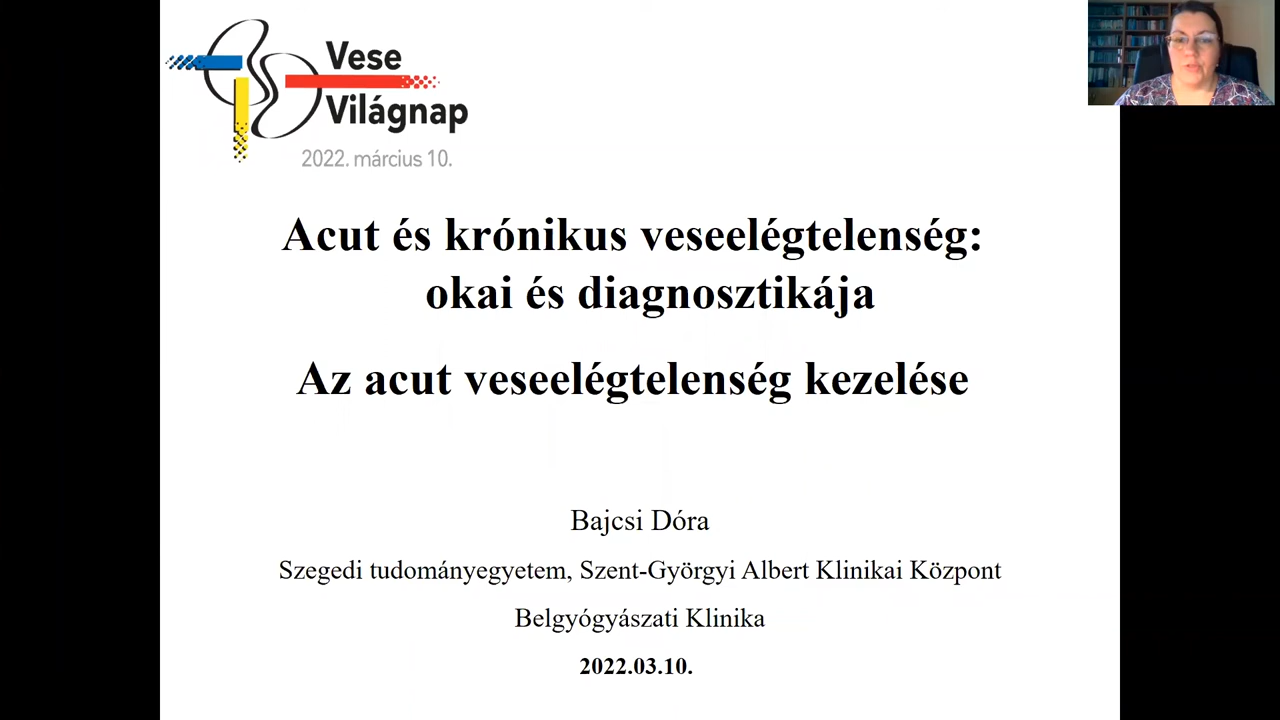 Vese
Világnap
2022. március 10.
Acut és krónikus veseelégtelenség:
okai és diagnosztikája
Az acut veseelégtelenség kezelése
Bajcsi Dóra
Szegedi tudományegyetem, Szent-Györgyi Albert Klinikai Központ
Belgyógyászati Klinika
2022.03.10.